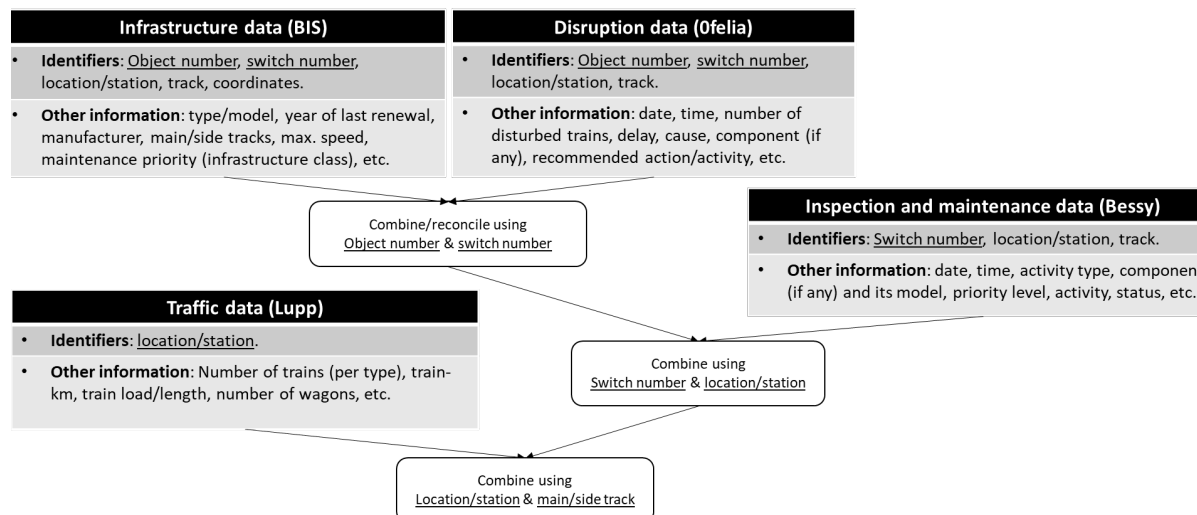 Infrastructure data (BIS)
• Identifiers: Object number, switch number,
location/station, track, coordinates.
• Other information: type/model, year of last renewal,
manufacturer, main/side tracks, max. speed,
maintenance priority (infrastructure class), etc.
Disruption data (0felia)
• Identifiers: Object number, switch number,
location/station, track.
• Other information: date, time, number of
disturbed trains, delay, cause, component (if
any), recommended action/activity, etc.
Combine/reconcile using
Object number & switch number
Inspection and maintenance data (Bessy)
• Identifiers: Switch number, location/station, track.
• Other information: date, time, activity type, component
(if any) and its model, priority level, activity, status, etc.
Traffic data (Lupp)
• Identifiers: location/station.
• Other information: Number of trains (per type), train-
km, train load/length, number of wagons, etc.
Combine using
Switch number & location/station
Combine using
Location/station & main/side track